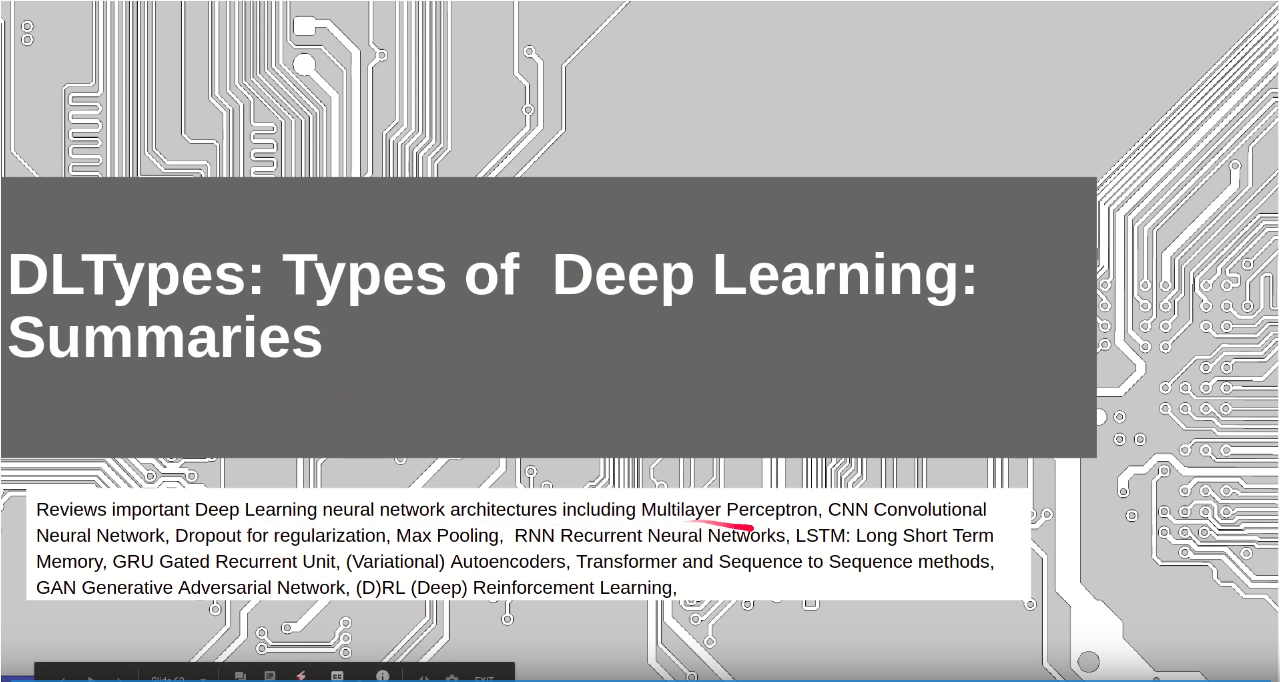 DLTypes: Types of  Deep Learning:
Summaries
Reviews important Deep Learning neural network architectures including Multilayer Perceptron, CNN Convolutional
Neural Network, Dropout for regularization, Max Pooling,  RNN Recurrent Neural Networks, LSTM: Long Short Term
Memory, GRU Gated Recurrent Unit, (Variational) Autoencoders, Transformer and Sequence to Sequence methods,
GAN Generative Adversarial Network, (D)RL (Deep) Reinforcement Learning,
EXIT